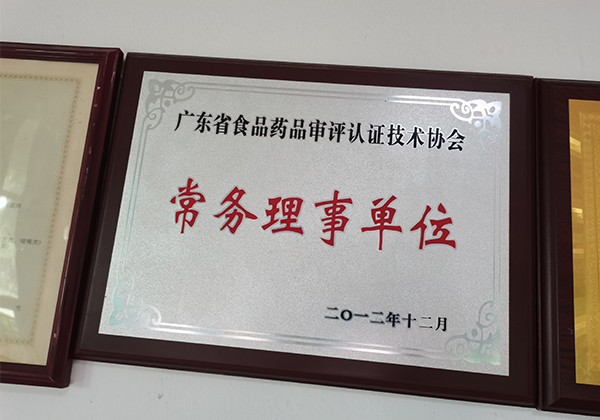 广东省食品药品审评认证技术协会
常务理事单位
二〇一二年十二月